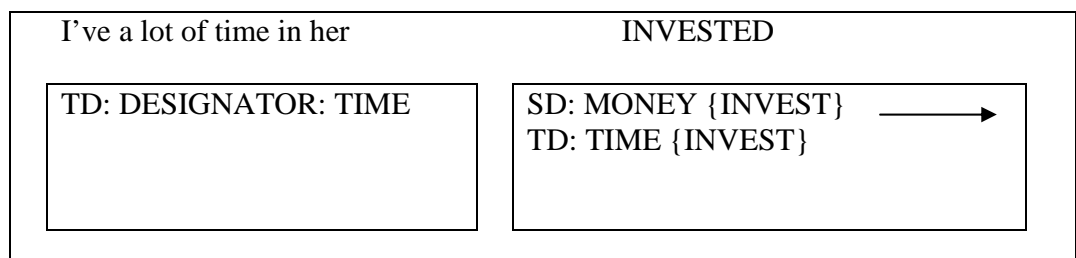 I've a lot of time in her INVESTED
TD: DESIGNATOR: TIME SD: MONEY {INVEST}
TD: TIME {INVEST}